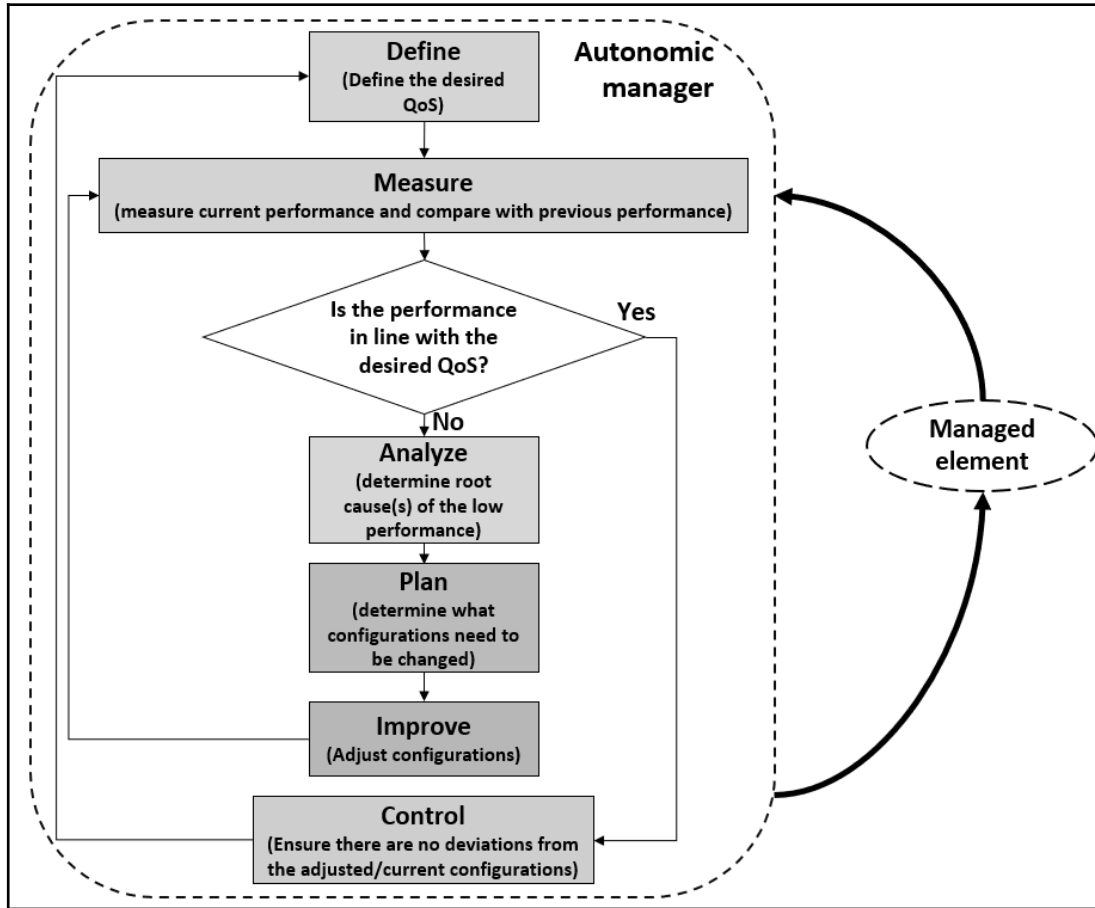 Define
(Define the desired
QoS)
Autonomic
manager
Measure
(measure current performance and compare with previous performance)
Is the performance
in line with the
desired QoS?
Yes
No
Analyze
(determine root
cause(s) of the low
performance)
Managed
element
Plan
(determine what
configurations need to
be changed)
Improve
(Adjust configurations)
Control
(Ensure there are no deviations from
the adjusted/current configurations)